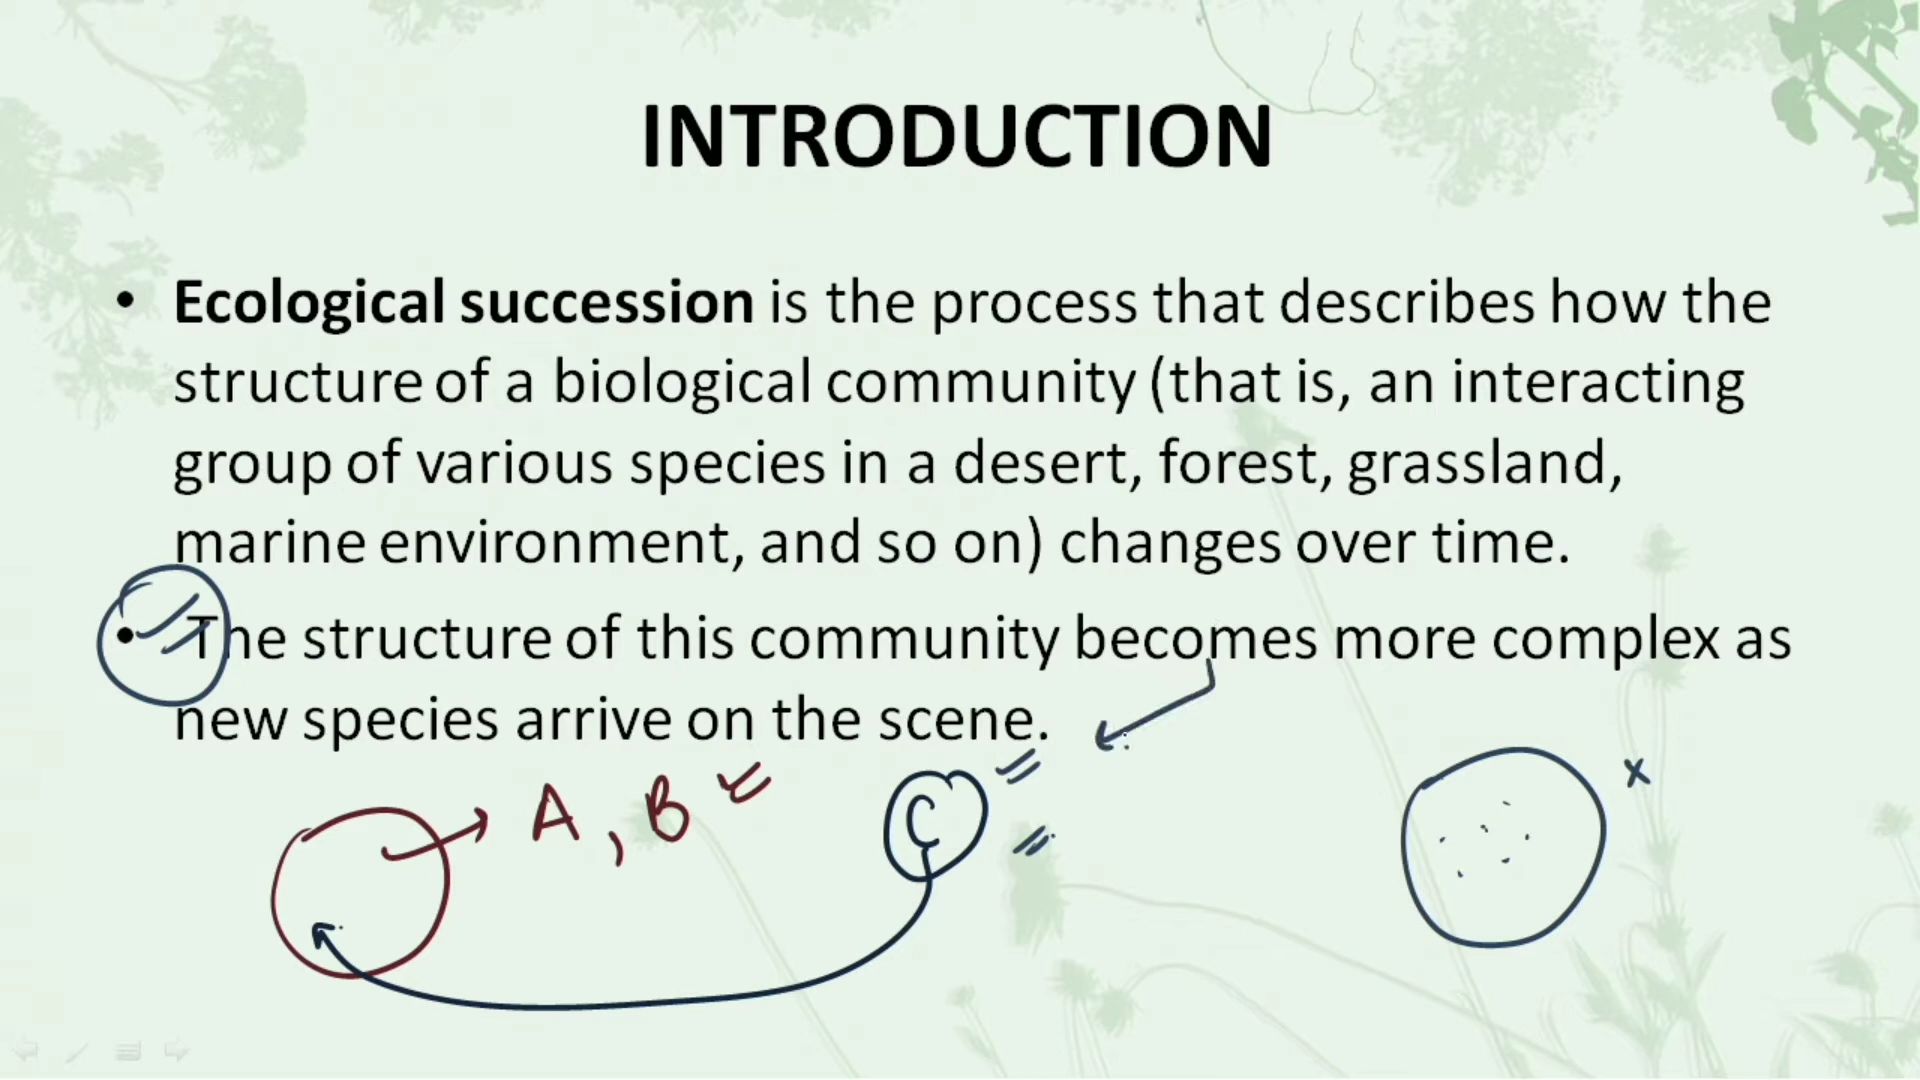 INTRODUCTION
• Ecological succession is the process that describes how the
structure of a biological community (that is, an interacting
group of various species in a desert, forest, grassland,
marine environment, and so on) changes over time.
• The structure of this community becomes more complex as
new species arrive on the scene.
A, B
C
x